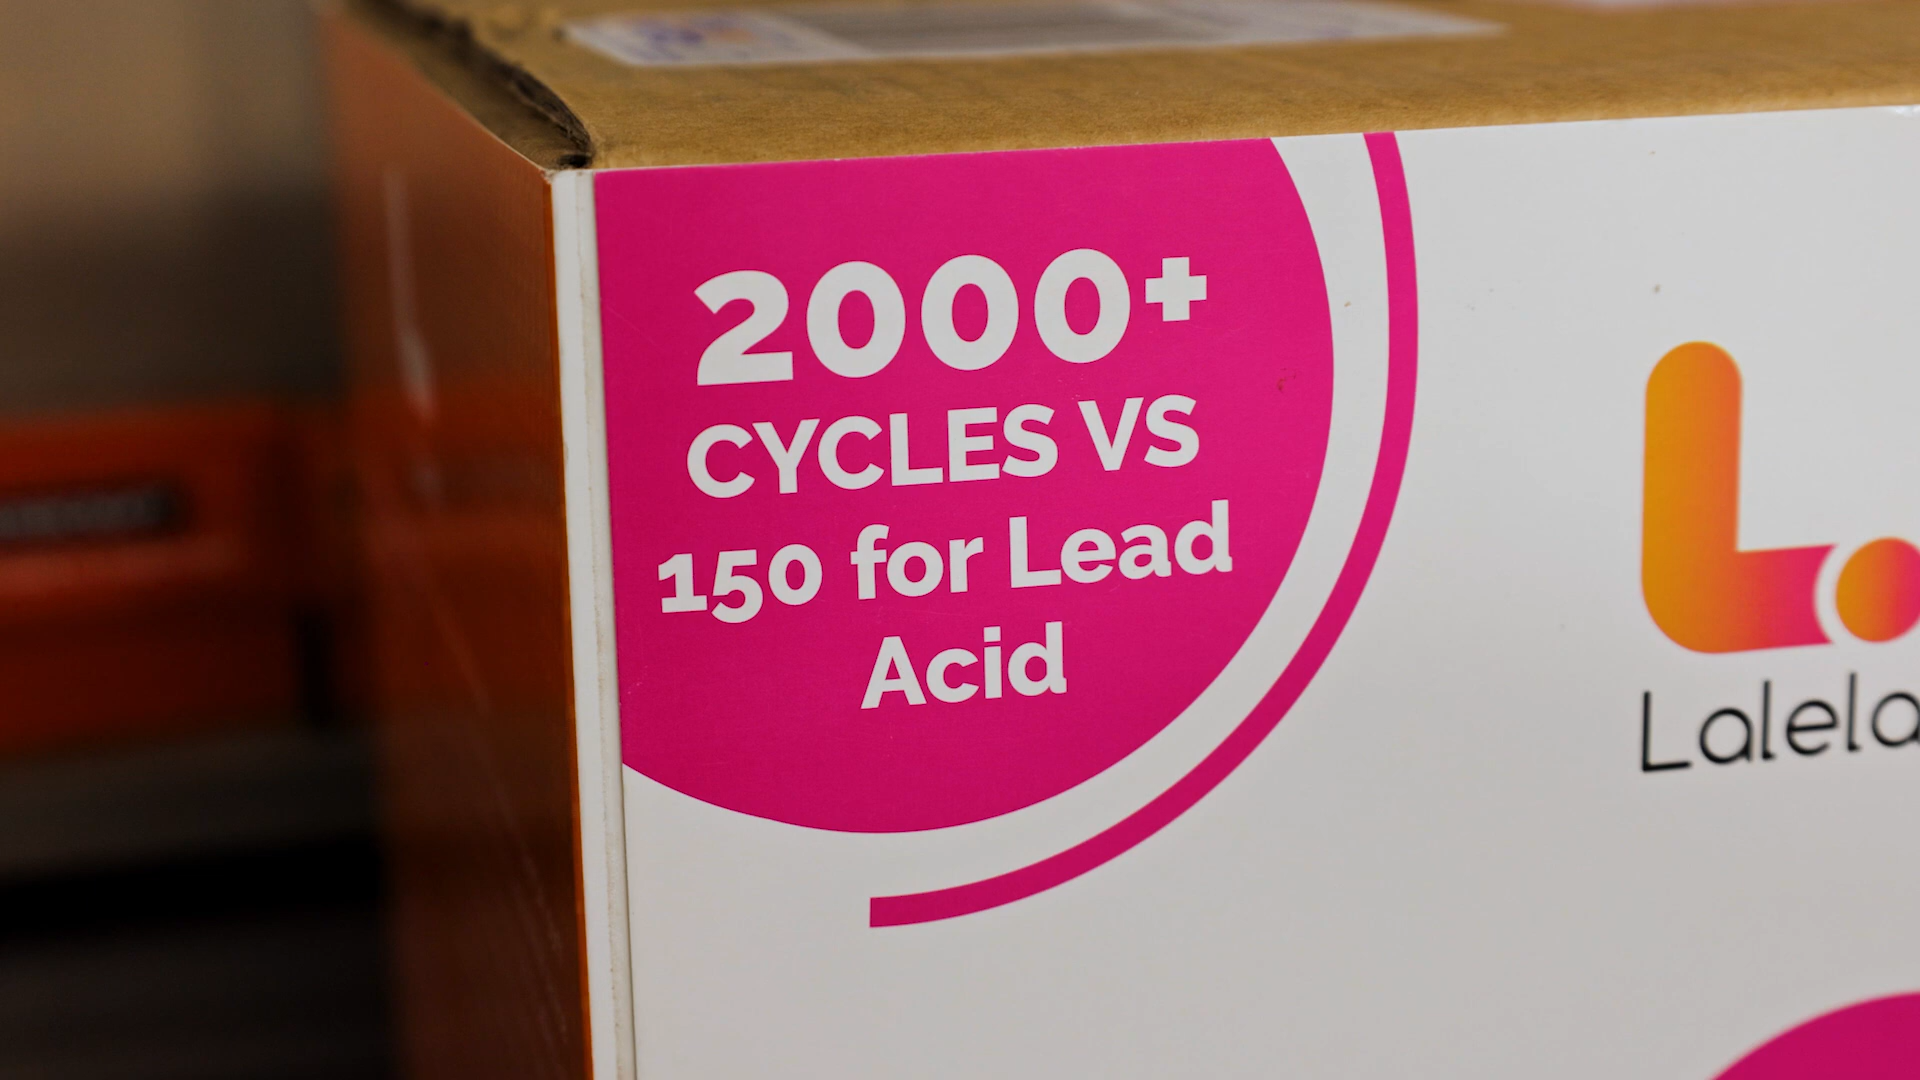 2000+
CYCLES VS
150 for Lead
Acid
Lalela